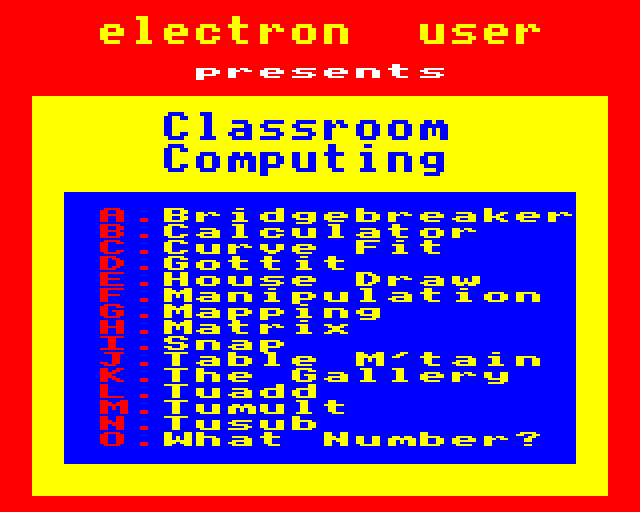 electron user
presents
Classroom
Computing
A.Bridgebreaker
B.Calculator
C.Curve Fit
D.Gottit
E.House Draw
F.Manipulation
G.Mapping
H.Matrix
I.Snap
J.Table M'tain
K.The Gallery
L.Tuadd
M.Tumult
N.Tusub
O.What Number?